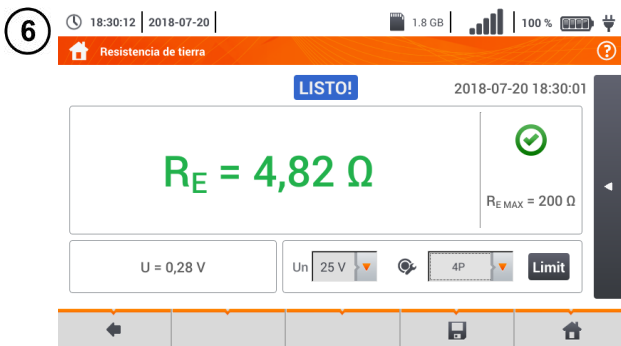 6
18:30:12 2018-07-20 1.8 GB 100 %
Resistencia de tierra ?
LISTO! 2018-07-20 18:30:01
RE = 4,82 Ω
RE MAX = 200 Ω
U = 0,28 V Un 25 V 4P Limit